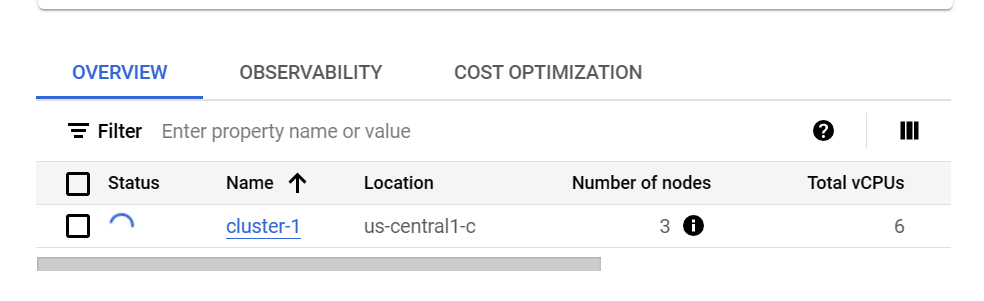 OVERVIEW OBSERVABILITY COST OPTIMIZATION
Filter Enter property name or value
Status Name Location Number of nodes Total vCPUs
cluster-1 us-central1-c 3 6